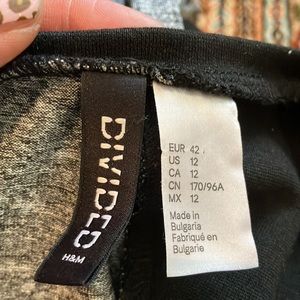 DIVIDED
H&M
EUR 42
US 12
CA 12
CN 170/96A
MX 12
Made in
Bulgaria
Fabriqué en
Bulgarie